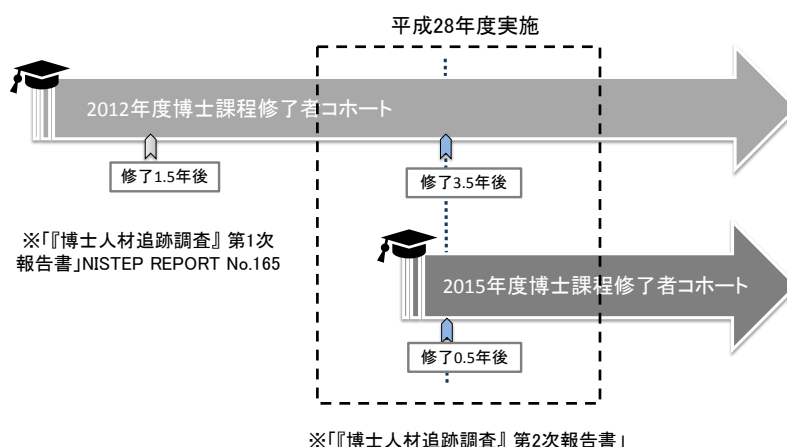 平成28年度実施
2012年度博士課程修了者コホート
修了1.5年後
修了3.5年後
※「『博士人材追跡調査』 第1次
報告書」NISTEP REPORT No.165
2015年度博士課程修了者コホート
修了0.5年後
※「『博士人材追跡調査』 第2次報告書」